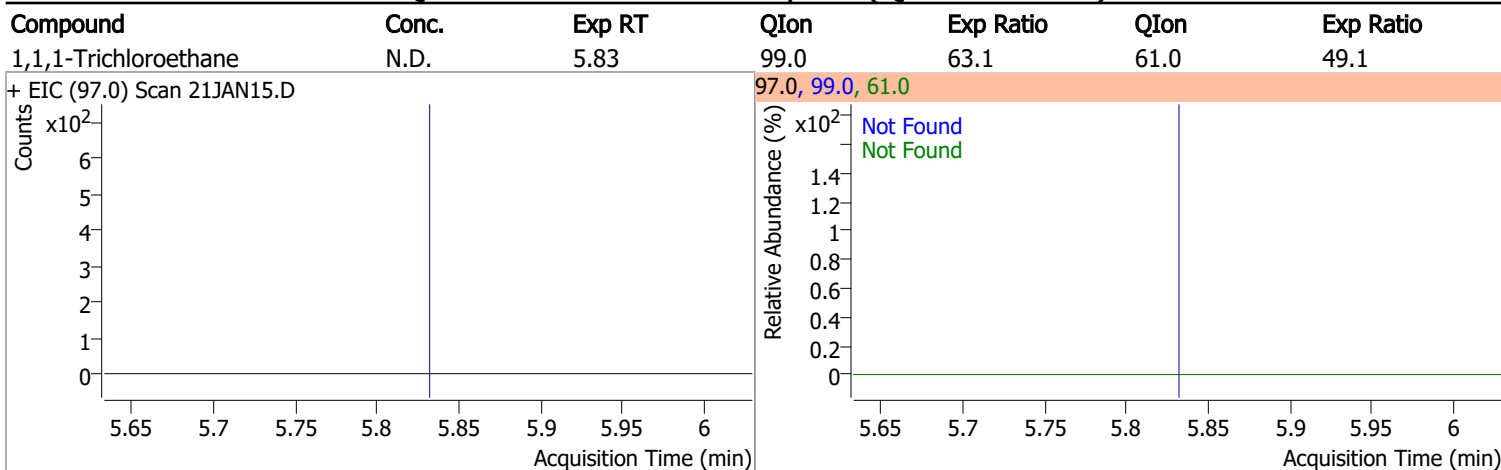 Compound Conc. Exp RT QIon Exp Ratio QIon Exp Ratio
1,1,1-Trichloroethane N.D. 5.83 99.0 63.1 61.0 49.1
+ EIC (97.0) Scan 21JAN15.D
Counts
x10²
6
5
4
3
2
1
0
5.65 5.7 5.75 5.8 5.85 5.9 5.95 6
Acquisition Time (min)
97.0, 99.0, 61.0
Relative Abundance (%)
x10²
Not Found
Not Found
1.4
1.2
1
0.8
0.6
0.4
0.2
0
5.65 5.7 5.75 5.8 5.85 5.9 5.95 6
Acquisition Time (min)